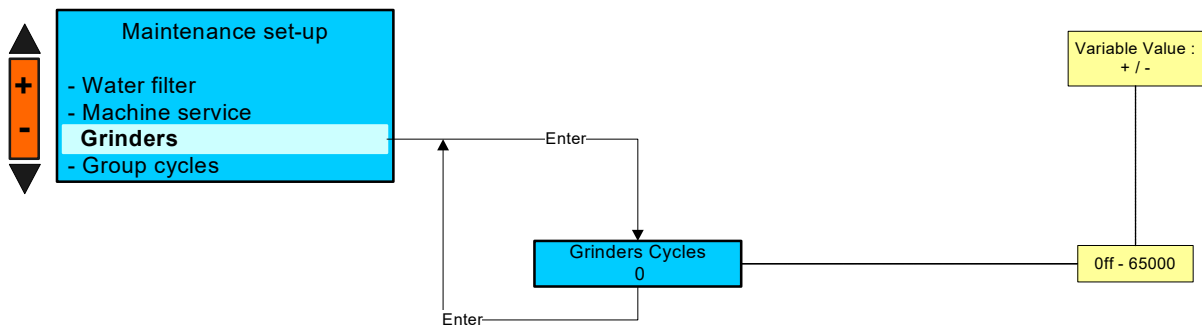 Maintenance set-up
+
-
- Water filter
- Machine service
Grinders
- Group cycles
Enter
Variable Value :
+ / -
Grinders Cycles
0
0ff - 65000
Enter